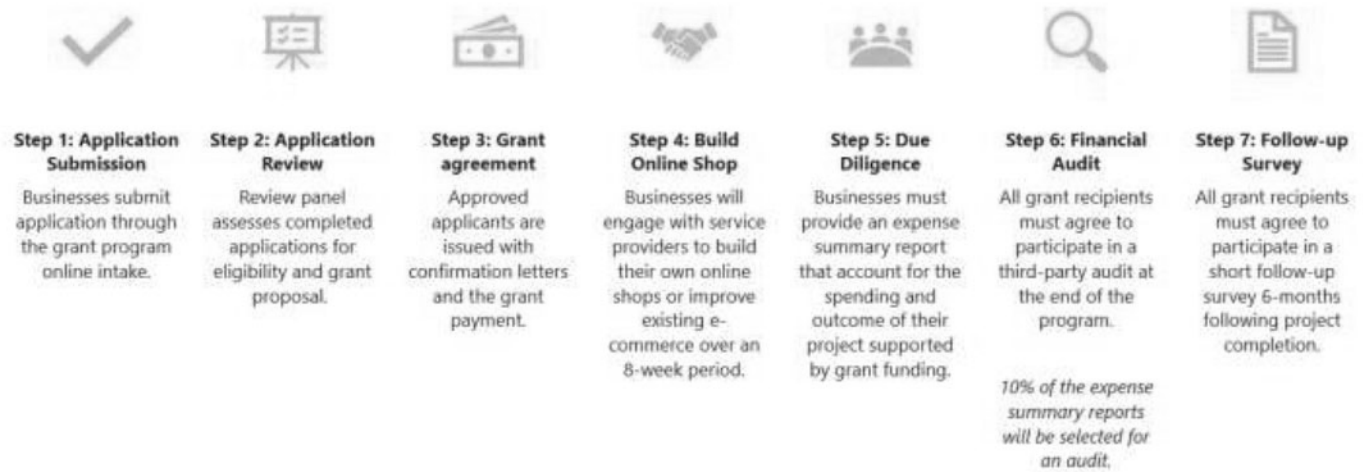 Step 1: Application
Submission
Businesses submit
application through
the grant program
online intake.
Step 2: Application
Review
Review panel
assesses completed
applications for
eligibility and grant
proposal.
Step 3: Grant
agreement
Approved
applicants are
issued with
confirmation letters
and the grant
payment.
Step 4: Build
Online Shop
Businesses will
engage with service
providers to build
their own online
shops or improve
existing e-
commerce over an
8-week period.
Step 5: Due
Diligence
Businesses must
provide an expense
summary report
that account for the
spending and
outcome of their
project supported
by grant funding.
Step 6: Financial
Audit
All grant recipients
must agree to
participate in a
third-party audit at
the end of the
program.
10% of the expense
summary reports
will be selected for
an audit.
Step 7: Follow-up
Survey
All grant recipients
must agree to
participate in a
short follow-up
survey 6-months
following project
completion.